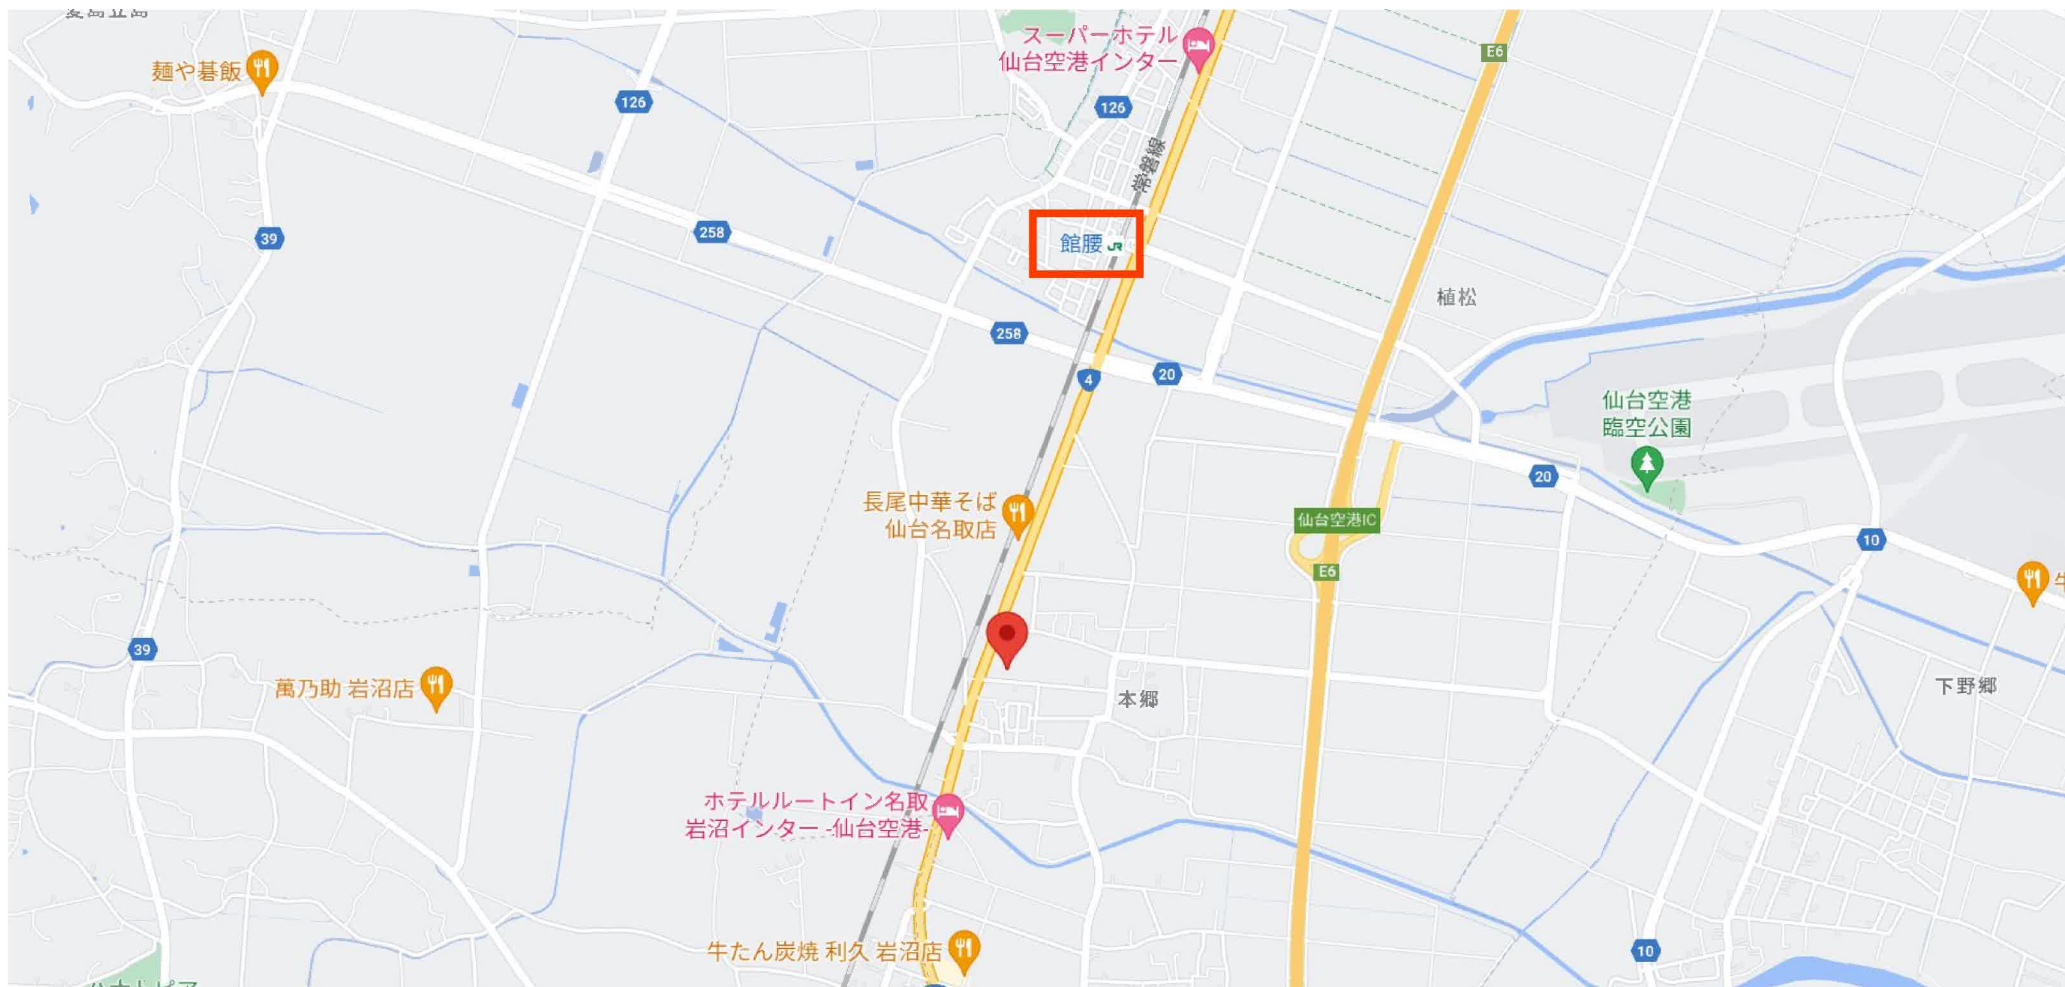 スーパーホテル
仙台空港インター
E6
麺や碁飯
126
126
常磐線
39
258
館腰 JR
植松
258
4
20
仙台空港
臨空公園
20
長尾中華そば
仙台名取店
仙台空港IC
10
E6
39
萬乃助 岩沼店
本郷
下野郷
ホテルルートイン名取
岩沼インター -仙台空港-
牛たん炭焼 利久 岩沼店
10